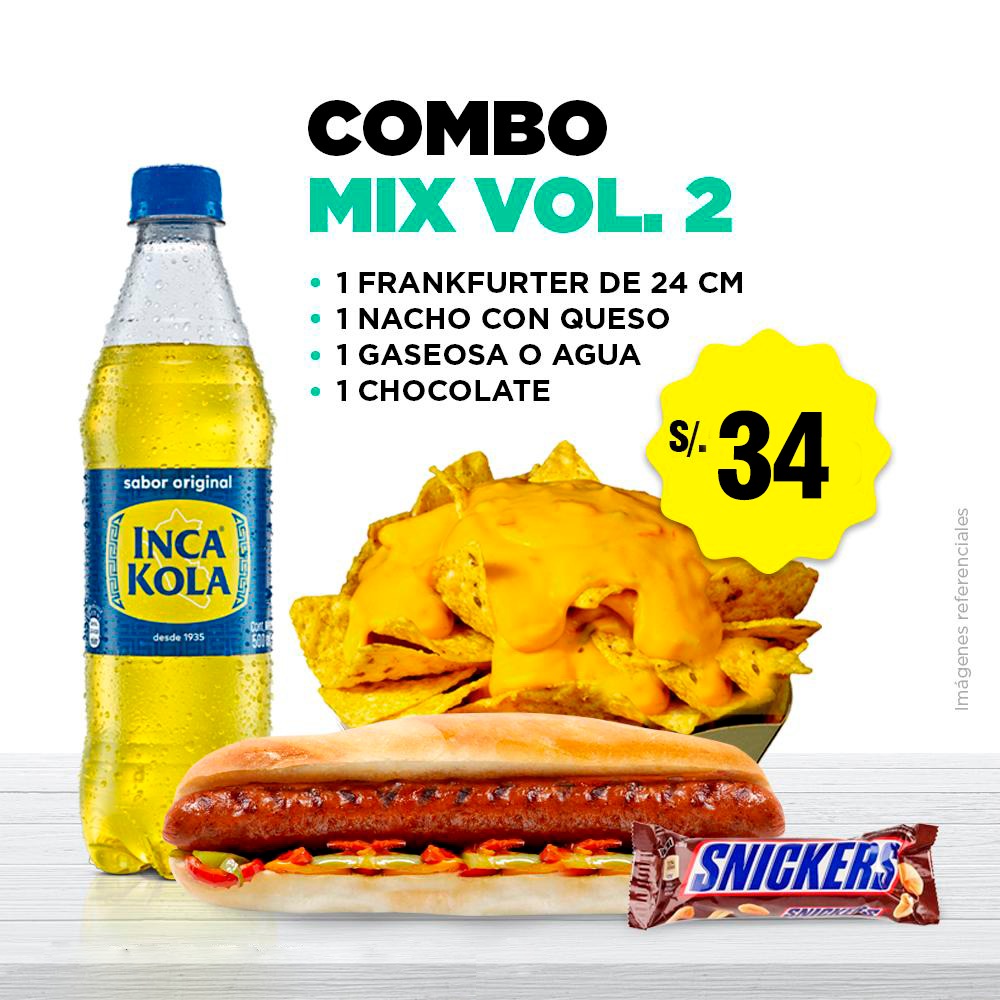 COMBO
MIX VOL. 2
• 1 FRANKFURTER DE 24 CM
• 1 NACHO CON QUESO
• 1 GASEOSA O AGUA
• 1 CHOCOLATE
S/. 34
sabor original
INCA
KOLA
desde 1935
Imágenes referenciales
SNICKERS
SNICKERS